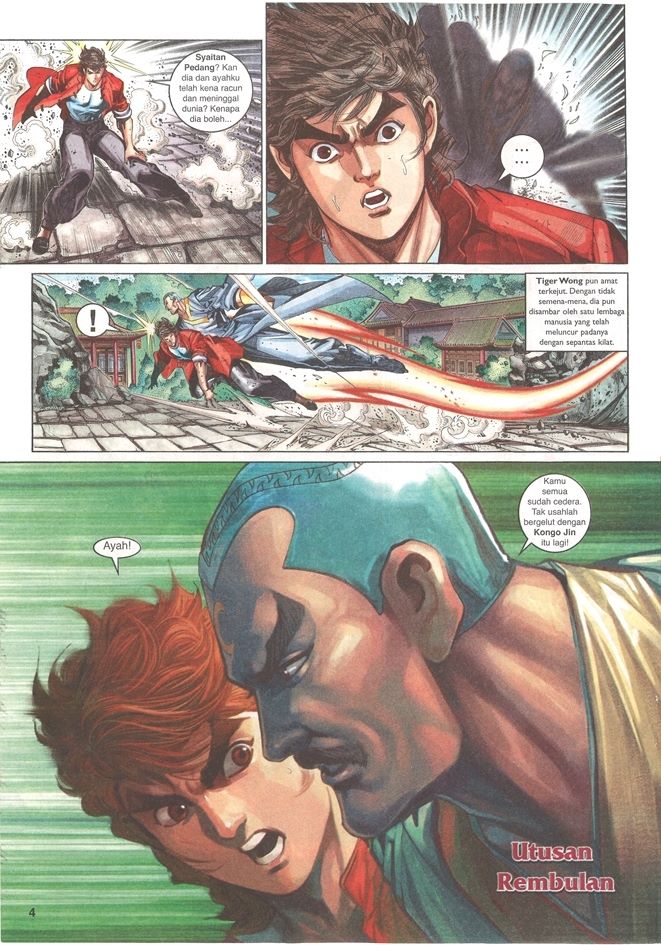 Syaitan
Pedang? Kan
dia dan ayahku
telah kena racun
dan meninggal
dunia? Kenapa
dia boleh...
...
...
Tiger Wong pun amat
terkejut. Dengan tidak
semena-mena, dia pun
disambar oleh satu lembaga
manusia yang telah
meluncur padanya
dengan sepantas kilat.
!
Kamu
semua
sudah cedera.
Tak usahlah
bergelut dengan
Kongo Jin
itu lagi!
Ayah!
Utusan
Rembulan
4